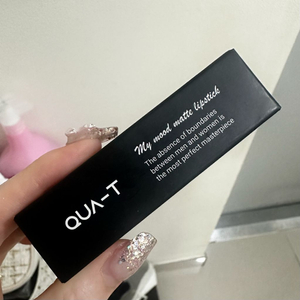 QUA-T
My mood matte lipstick
The absence of boundaries
between men and women is
the most perfect masterpiece